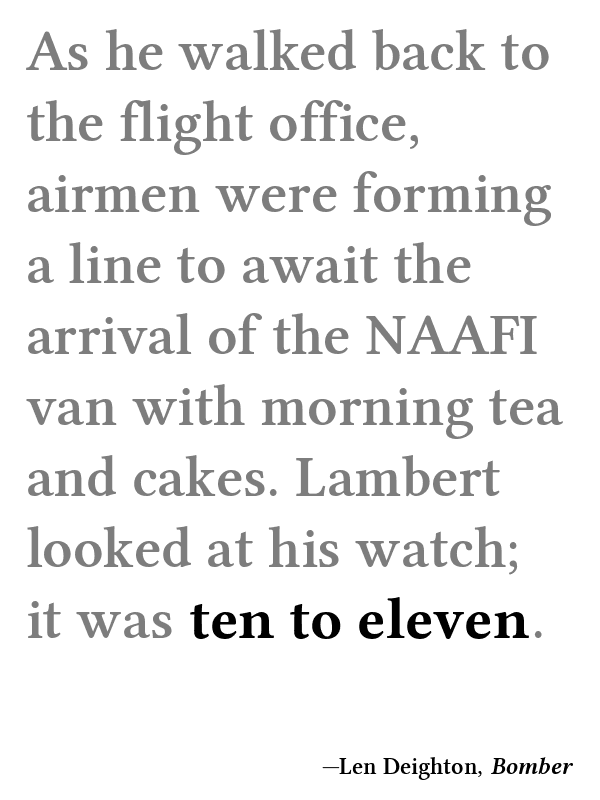 As he walked back to
the flight office,
airmen were forming
a line to await the
arrival of the NAAFI
van with morning tea
and cakes. Lambert
looked at his watch;
it was ten to eleven.
—Len Deighton, Bomber